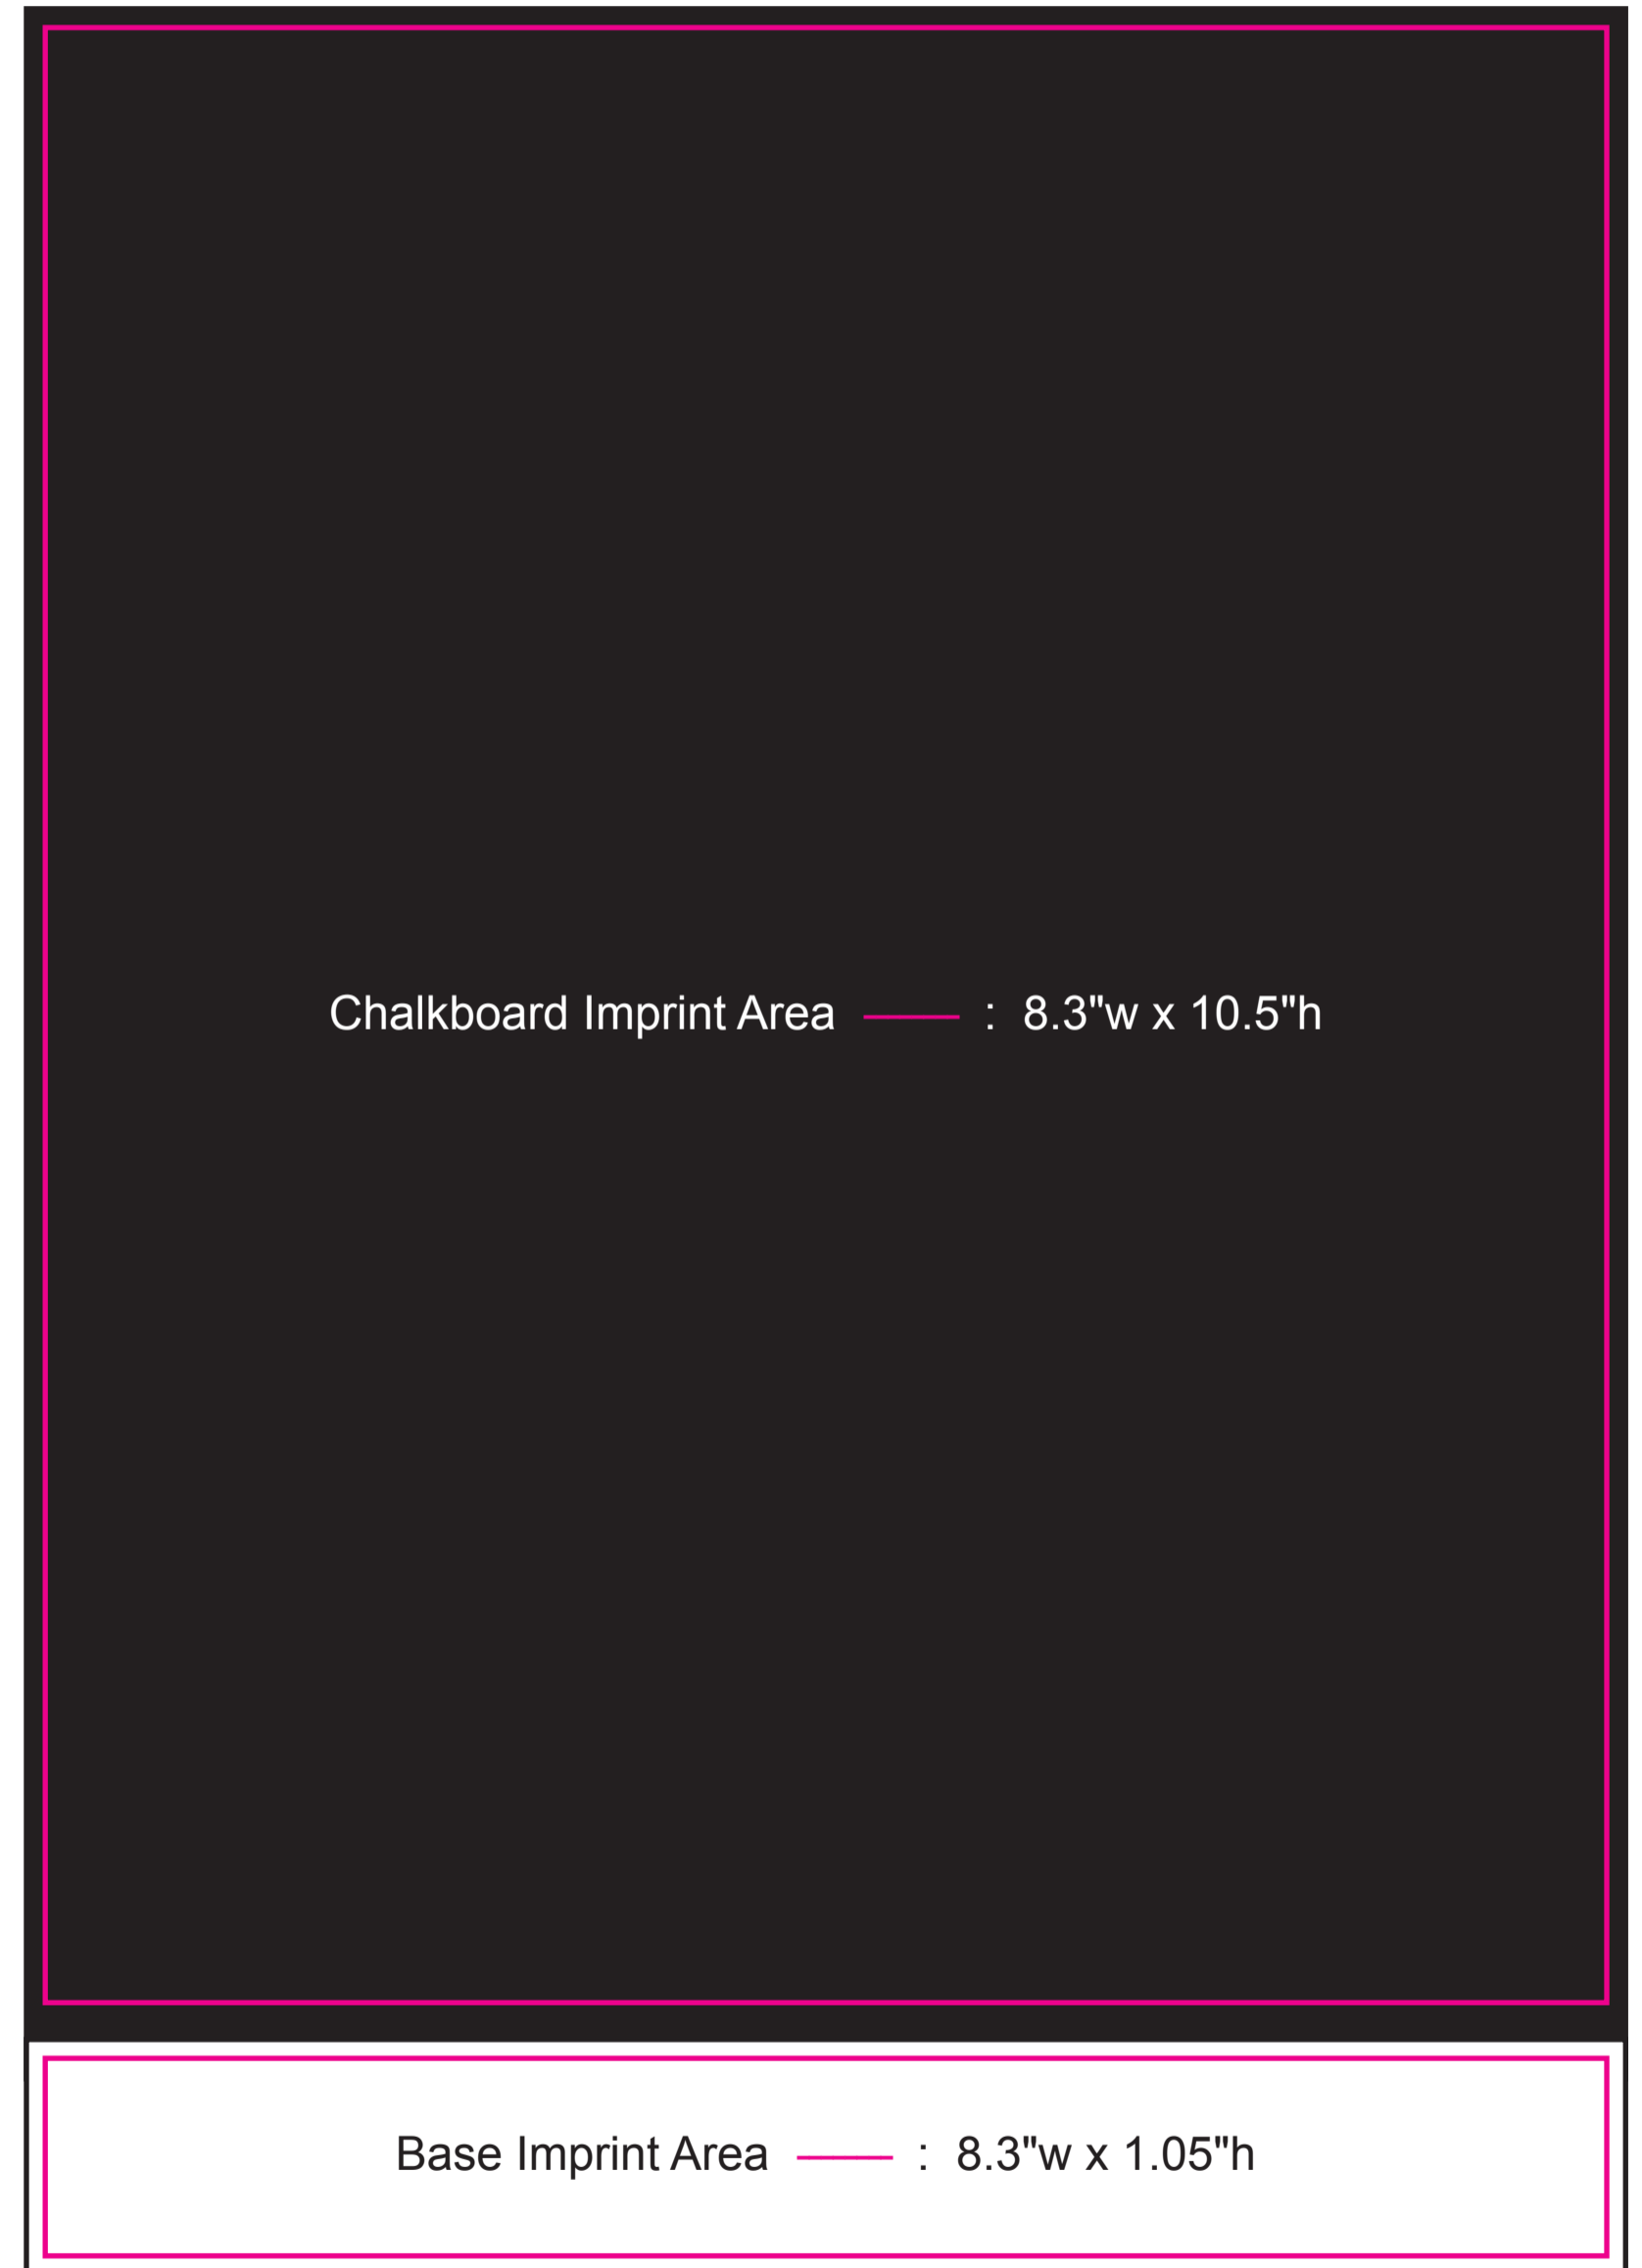 Chalkboard Imprint Area : 8.3"w x 10.5"h
Base Imprint Area : 8.3"w x 1.05"h